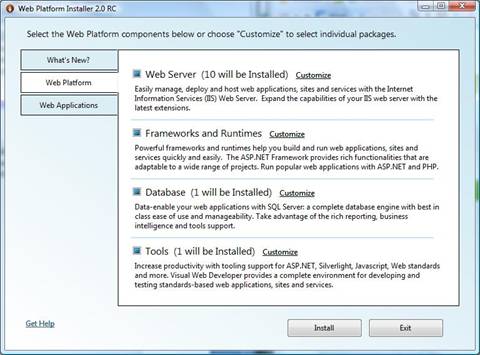 Web Platform Installer 2.0 RC
Select the Web Platform components below or choose "Customize" to select individual packages.
What's New?
Web Platform
Web Applications
Web Server (10 will be Installed) Customize
Easily manage, deploy and host web applications, sites and services with the Internet
Information Services (IIS) Web Server. Expand the capabilities of your IIS web server with the
latest extensions.
Frameworks and Runtimes Customize
Powerful frameworks and runtimes help you build and run web applications, sites and
services quickly and easily. The ASP.NET Framework provides rich functionalities that are
adaptable to a wide range of projects. Run popular web applications with ASP.NET and PHP.
Database (1 will be Installed) Customize
Data-enable your web applications with SQL Server: a complete database engine with best in
class ease of use and manageability. Take advantage of the rich reporting, business
intelligence and tools support.
Tools (1 will be Installed) Customize
Increase productivity with tooling support for ASP.NET, Silverlight, Javascript, Web standards
and more. Visual Web Developer provides a complete environment for developing and
testing standards-based web applications, sites and services.
Get Help
Install
Exit